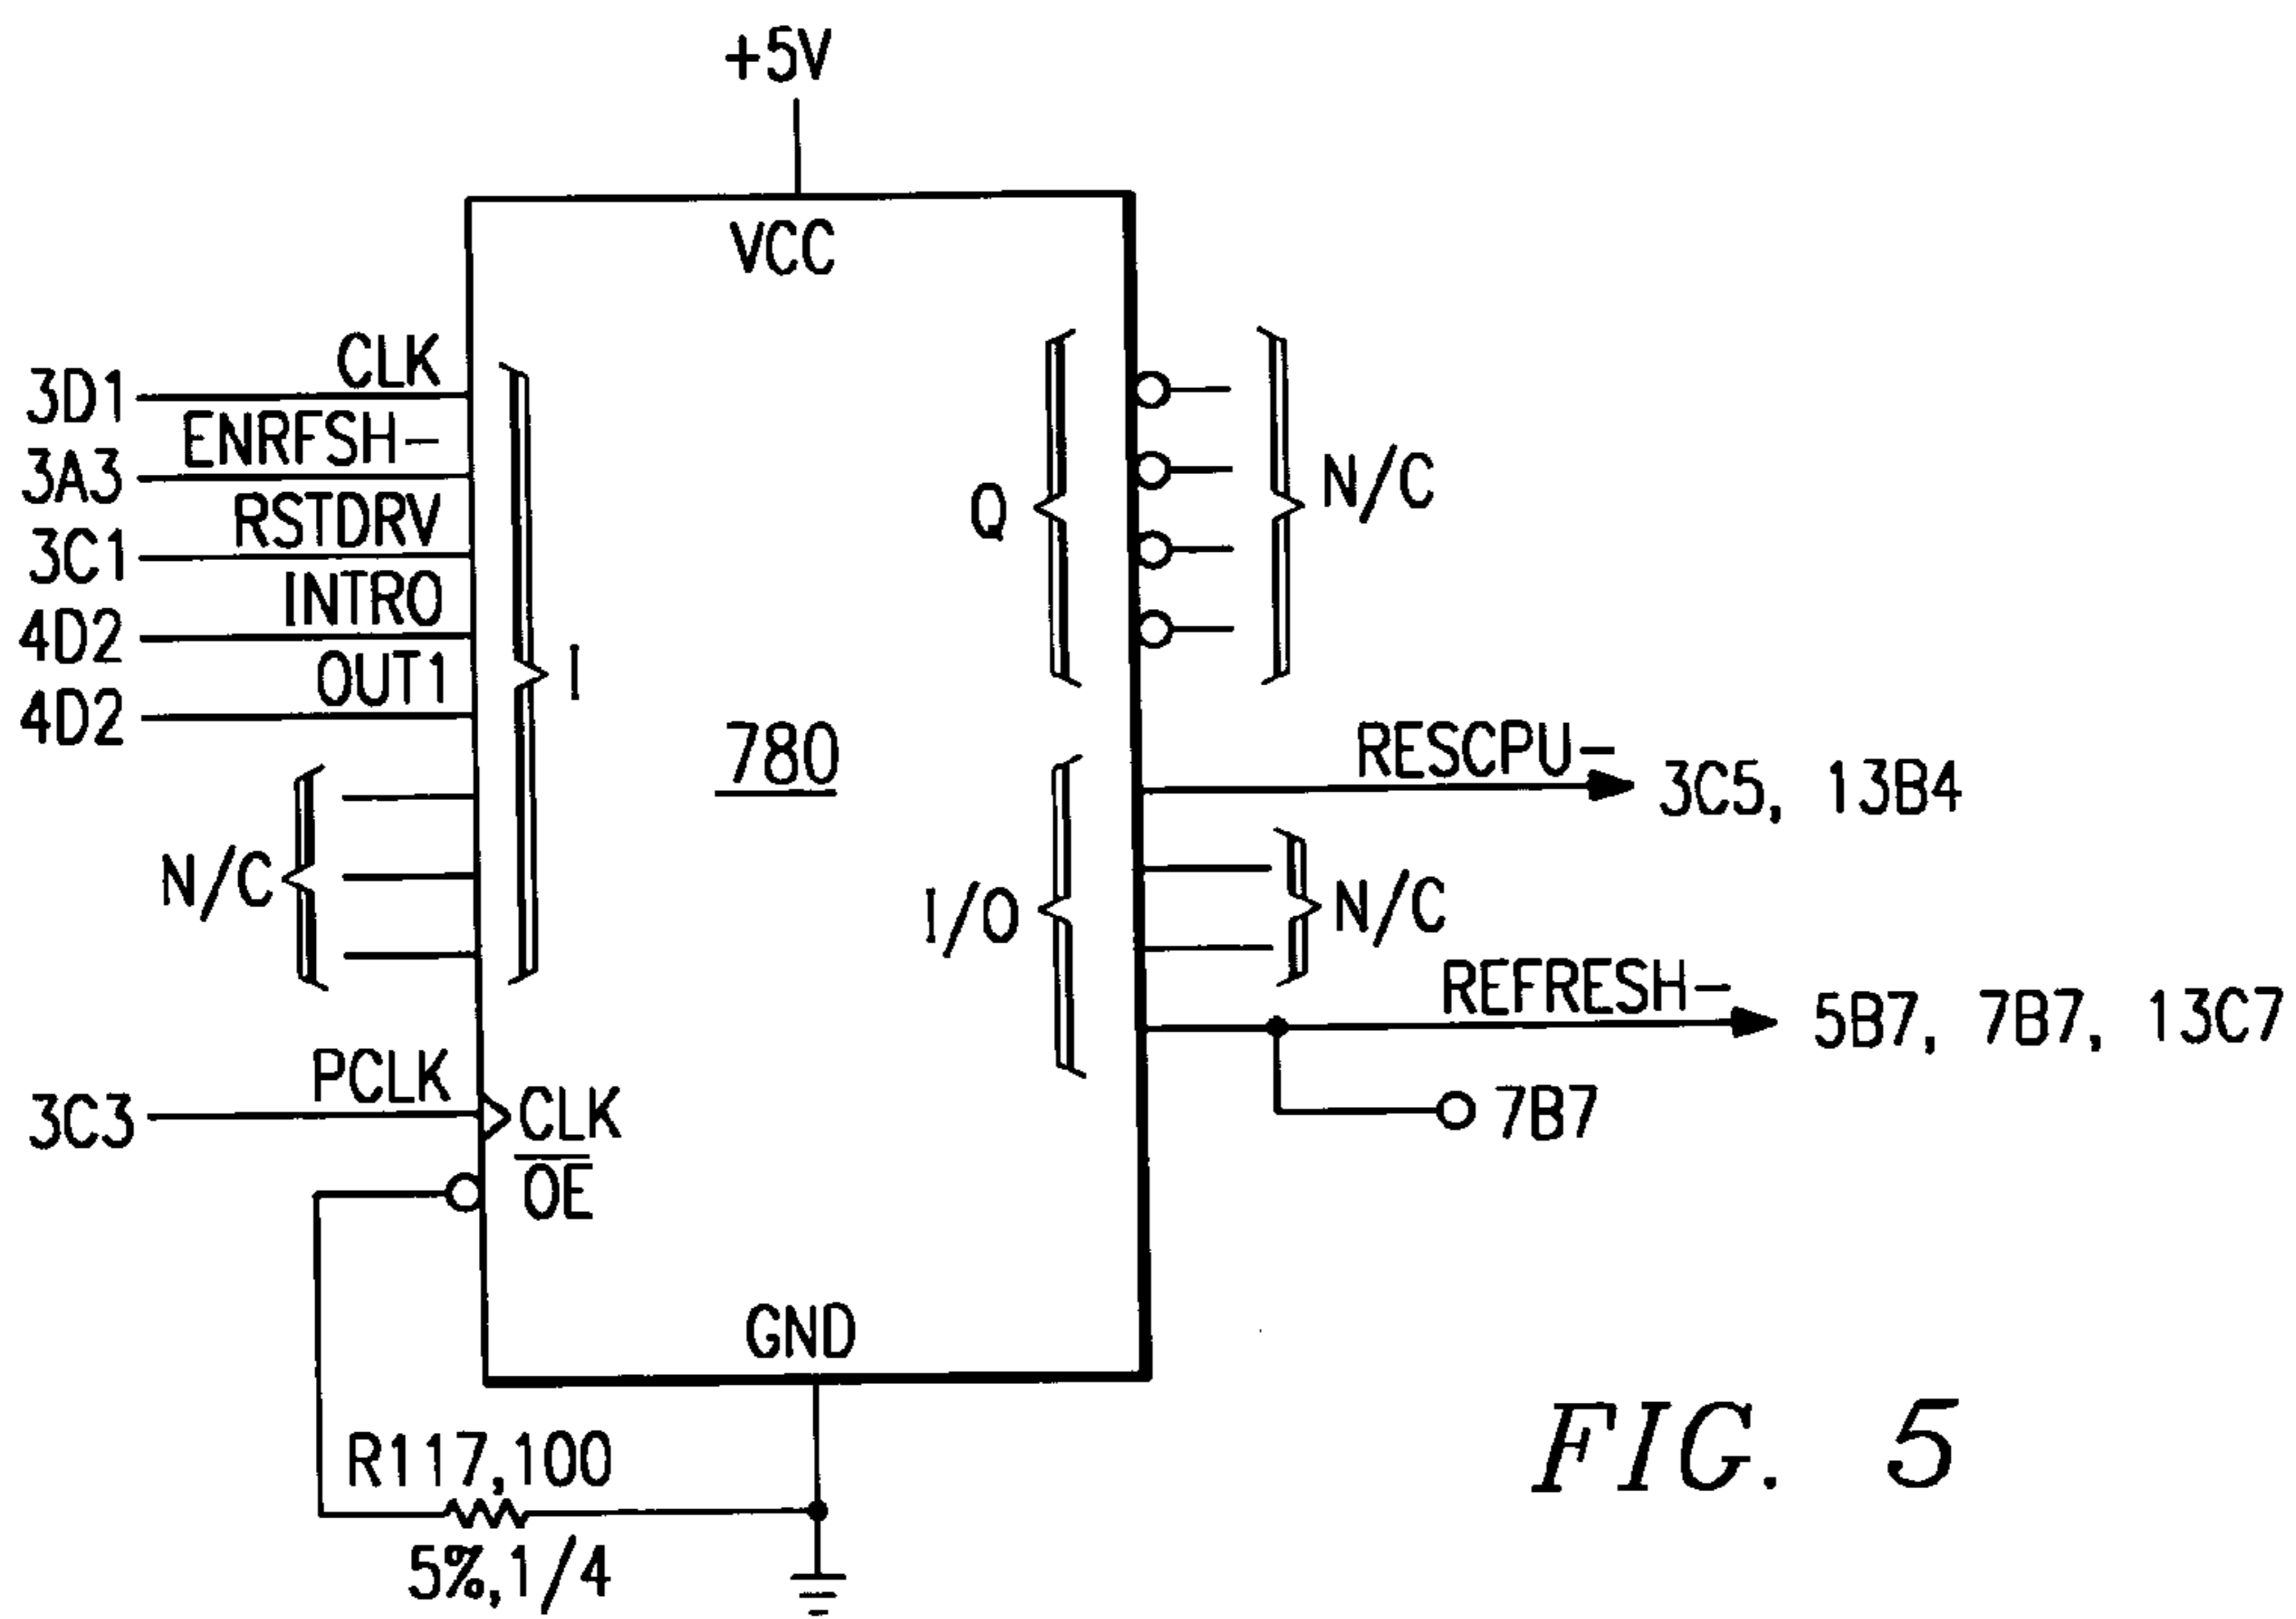 +5V
VCC
3D1 CLK
3A3 ENRFSH-
3C1 RSTDRV
4D2 INTRO
4D2 OUT1
I
N/C
Q
N/C
780
RESCPU-
3C5, 13B4
I/O
N/C
REFRESH-
5B7, 7B7, 13C7
7B7
3C3 PCLK
CLK
OE
GND
R117,100
5%,1/4
FIG. 5